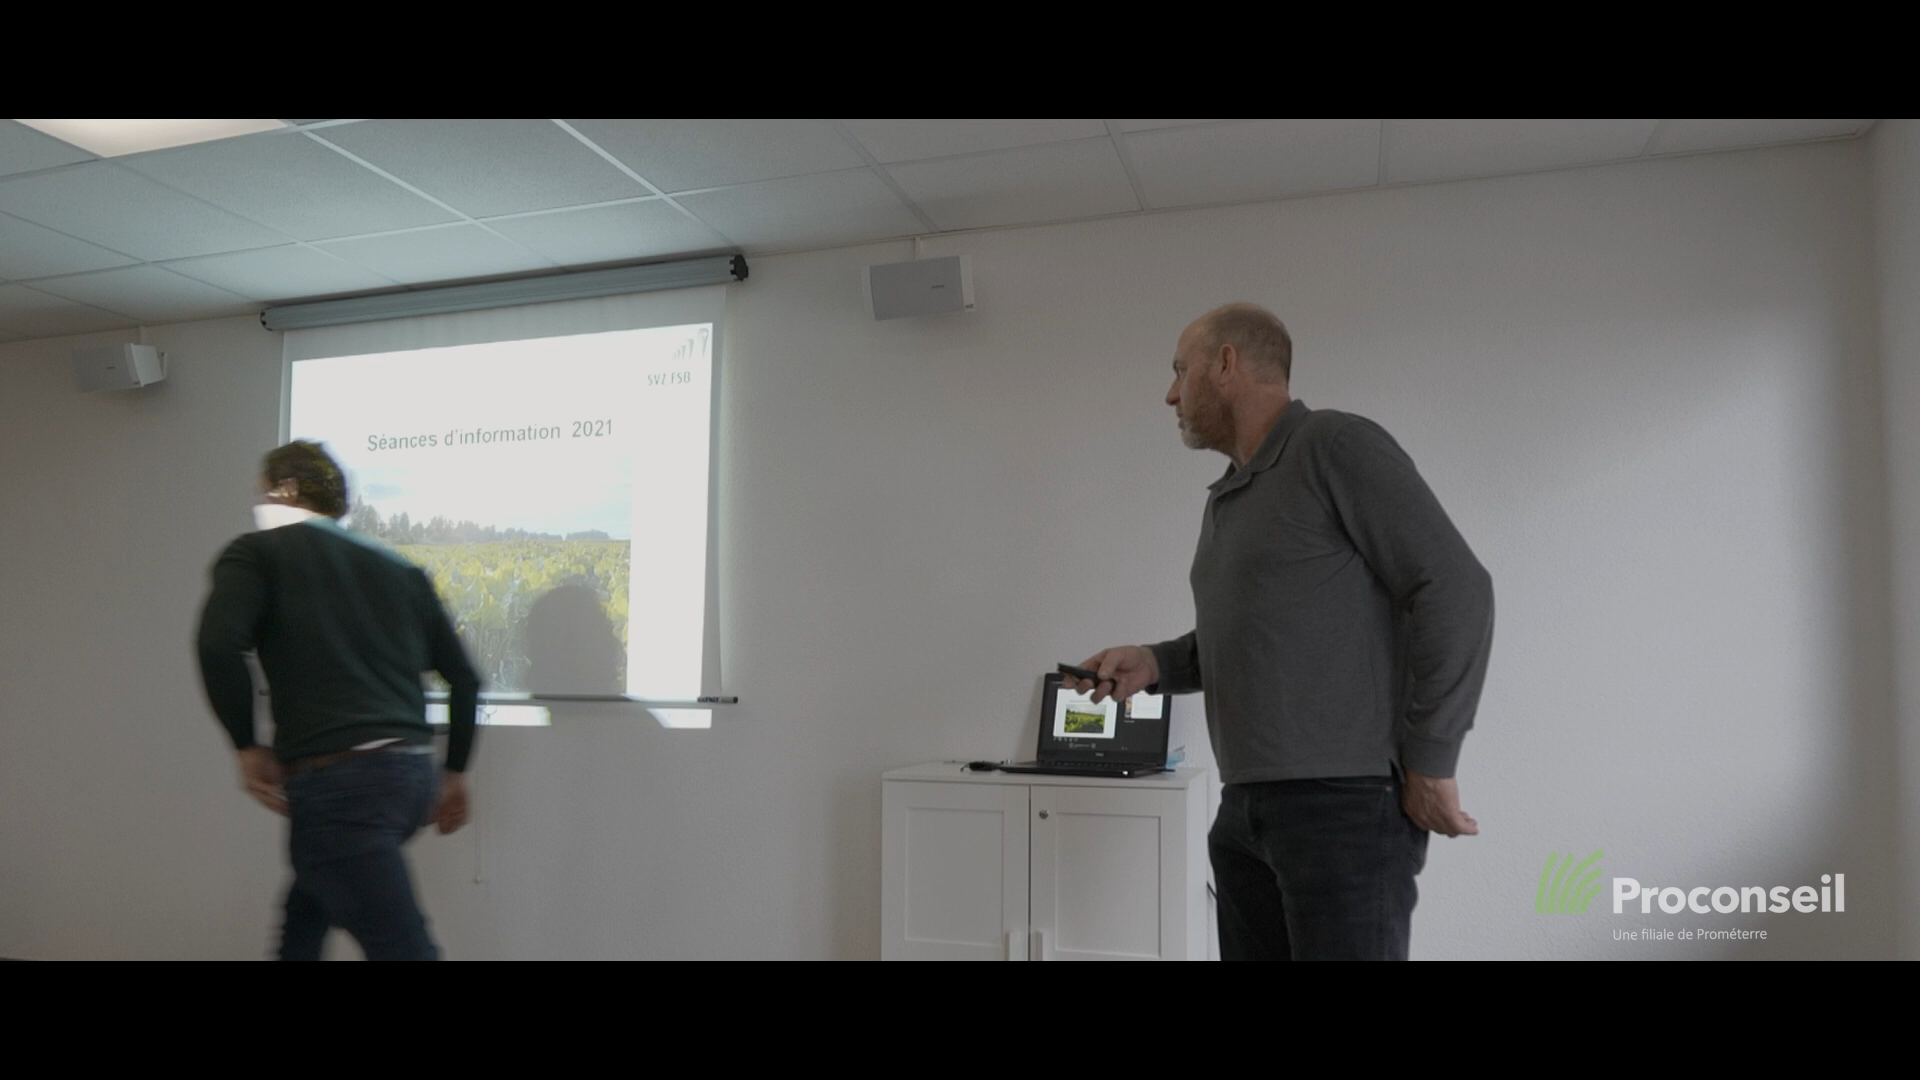 SVZ FSB
Séances d'information 2021
Proconseil
Une filiale de Prométerre